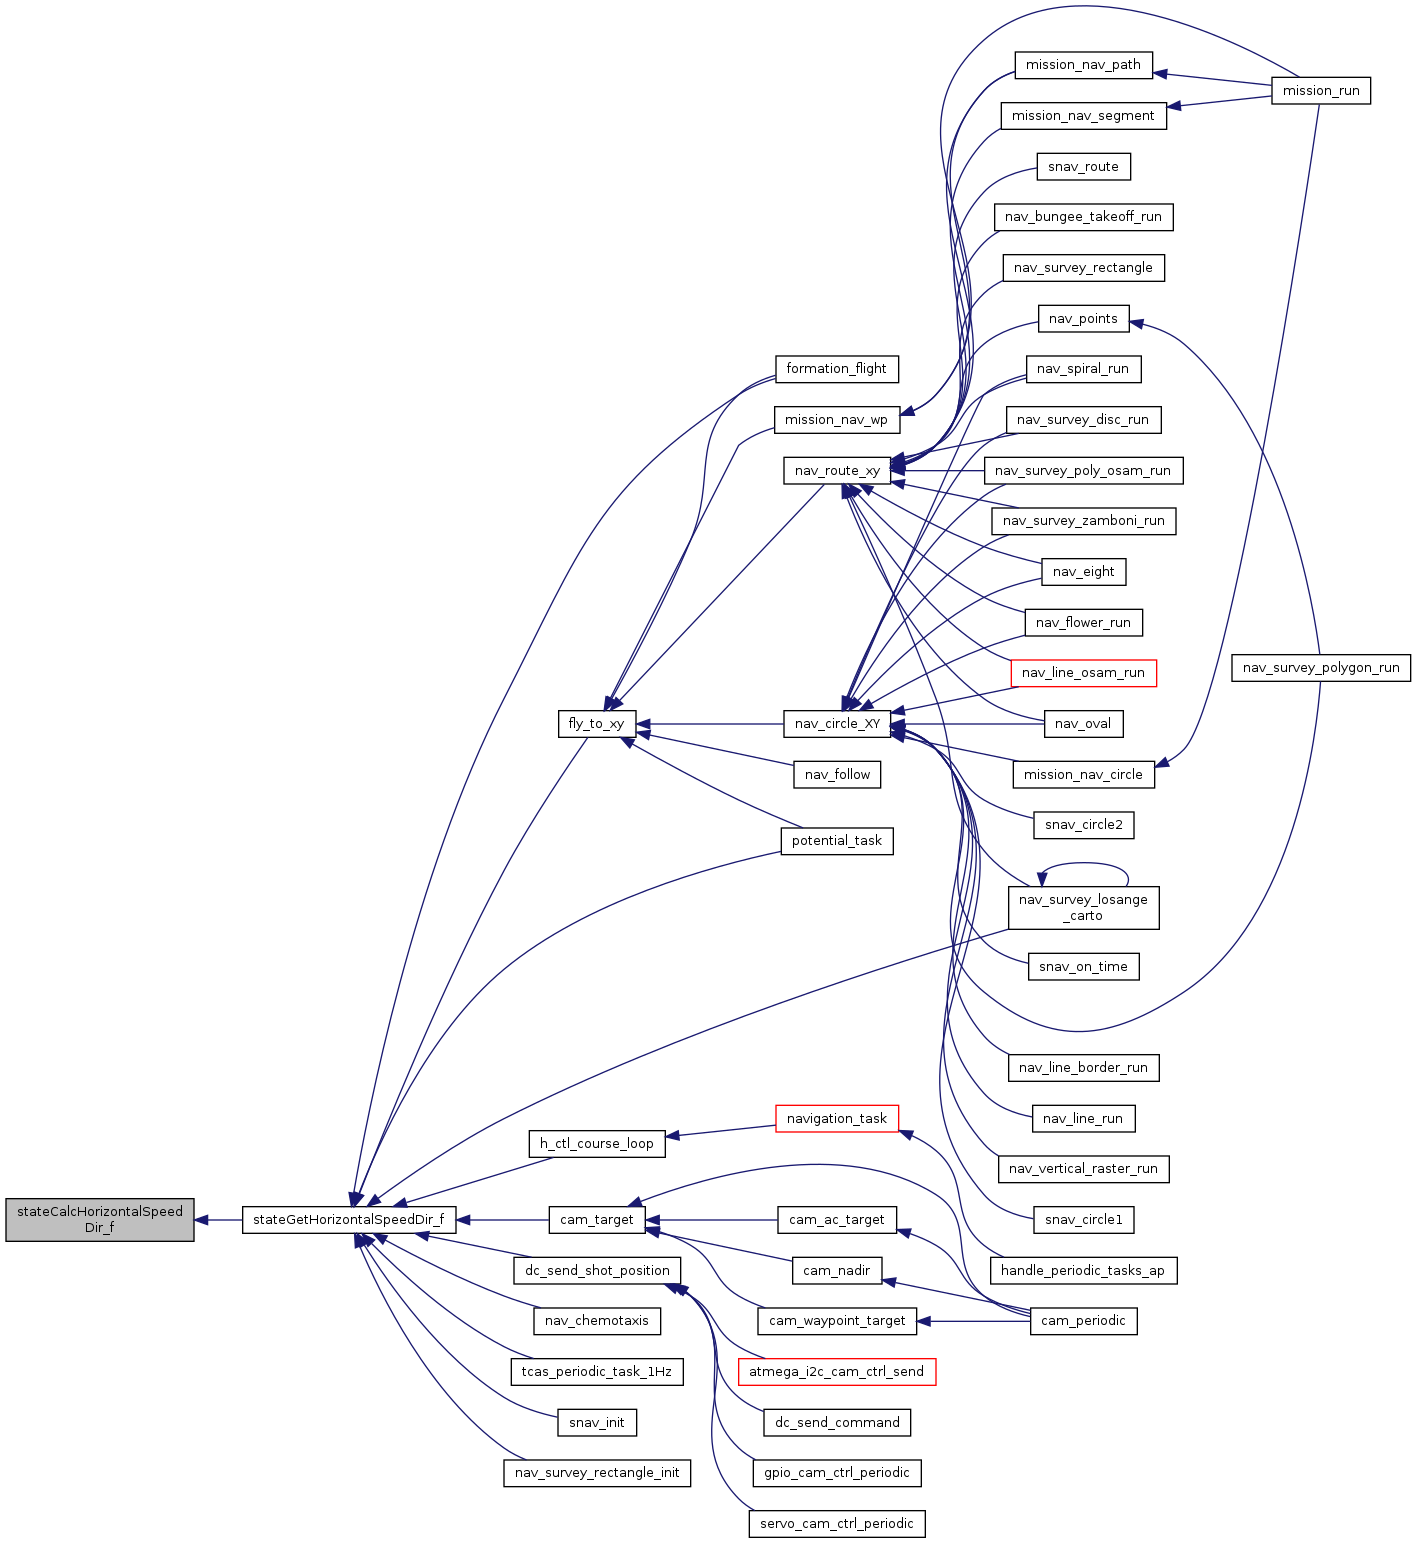 mission_nav_path
mission_run
mission_nav_segment
snav_route
nav_bungee_takeoff_run
nav_survey_rectangle
nav_points
formation_flight
nav_spiral_run
mission_nav_wp
nav_survey_disc_run
nav_route_xy
nav_survey_poly_osam_run
nav_survey_zamboni_run
nav_eight
nav_flower_run
nav_line_osam_run
nav_survey_polygon_run
fly_to_xy
nav_circle_XY
nav_oval
nav_follow
mission_nav_circle
snav_circle2
potential_task
nav_survey_losange
_carto
snav_on_time
nav_line_border_run
navigation_task
nav_line_run
h_ctl_course_loop
nav_vertical_raster_run
stateCalcHorizontalSpeed
Dir_f
stateGetHorizontalSpeedDir_f
cam_target
cam_ac_target
snav_circle1
dc_send_shot_position
cam_nadir
handle_periodic_tasks_ap
nav_chemotaxis
cam_waypoint_target
cam_periodic
tcas_periodic_task_1Hz
atmega_i2c_cam_ctrl_send
snav_init
dc_send_command
nav_survey_rectangle_init
gpio_cam_ctrl_periodic
servo_cam_ctrl_periodic